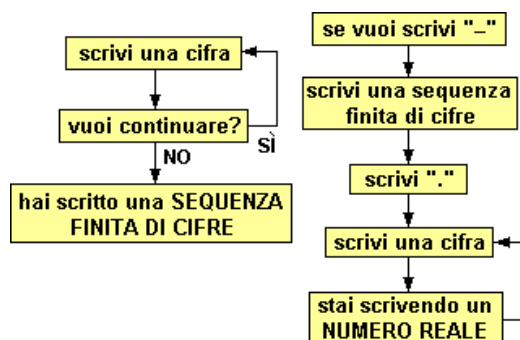 scrivi una cifra
vuoi continuare?
SÌ
NO
hai scritto una SEQUENZA
FINITA DI CIFRE
se vuoi scrivi "–"
scrivi una sequenza
finita di cifre
scrivi "."
scrivi una cifra
stai scrivendo un
NUMERO REALE